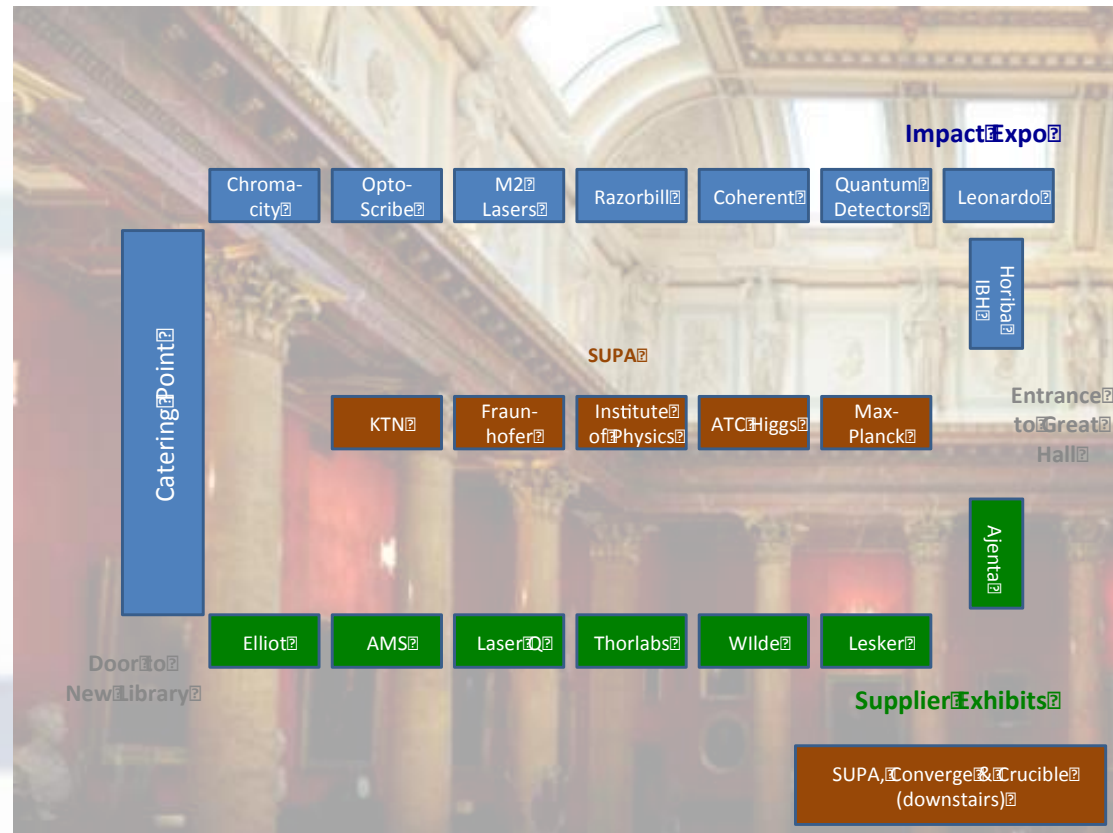 Impact Expo
Chroma-
city
Opto-
Scribe
M2
Lasers
Razorbill
Coherent
Quantum
Detectors
Leonardo
Horiba
IBH
Catering Point
SUPA
KTN
Fraun-
hofer
Institute
of Physics
ATC Higgs
Max-
Planck
Entrance
to Great
Hall
Ajenta
Elliot
AMS
Laser Q
Thorlabs
WIlde
Lesker
Door to
New Library
Supplier Exhibits
SUPA, Converge & Crucible
(downstairs)